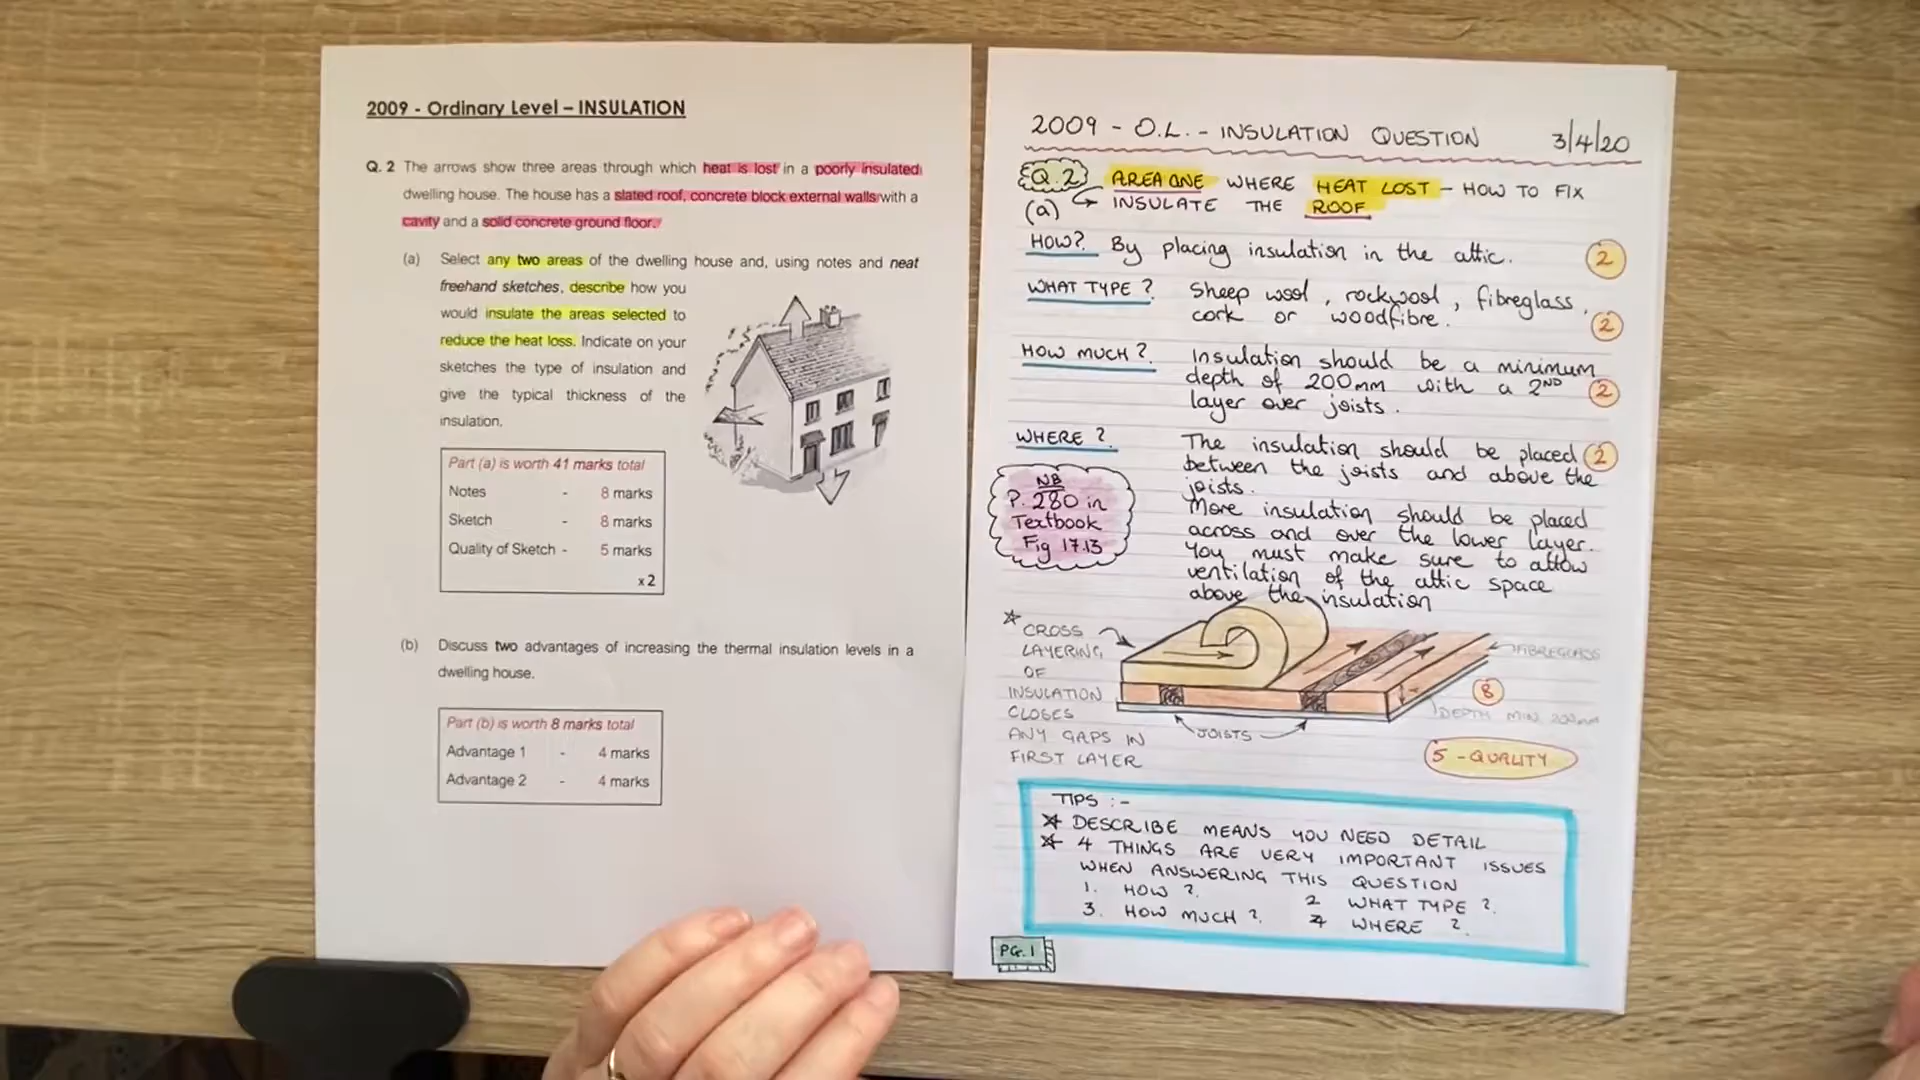 2009 - Ordinary Level – INSULATION
Q. 2 The arrows show three areas through which heat is lost in a poorly insulated
dwelling house. The house has a slated roof, concrete block external walls with a
cavity and a solid concrete ground floor.
(a) Select any two areas of the dwelling house and, using notes and neat
freehand sketches, describe how you
would insulate the areas selected to
reduce the heat loss. Indicate on your
sketches the type of insulation and
give the typical thickness of the
insulation.
Part (a) is worth 41 marks total
Notes - 8 marks
Sketch - 8 marks
Quality of Sketch - 5 marks
x 2
(b) Discuss two advantages of increasing the thermal insulation levels in a
dwelling house.
Part (b) is worth 8 marks total
Advantage 1 - 4 marks
Advantage 2 - 4 marks
2009 - O.L. - INSULATION QUESTION 3/4/20
Q.2 AREA ONE WHERE HEAT LOST - HOW TO FIX
(a) INSULATE THE ROOF
HOW? By placing insulation in the attic. 2
WHAT TYPE? Sheep wool, rockwool, fibreglass,
cork or woodfibre. 2
HOW MUCH? Insulation should be a minimum
depth of 200mm with a 2ND 2
layer over joists.
WHERE? The insulation should be placed 2
between the joists and above the
joists.
More insulation should be placed
across and over the lower layer.
You must make sure to allow
ventilation of the attic space
above the insulation
NB
P. 280 in
Textbook
Fig 17.13
CROSS
LAYERING
OF
INSULATION
CLOSES
ANY GAPS IN
FIRST LAYER
FIBREGLASS
8
DEPTH MIN 200mm
JOISTS
5 - QUALITY
TIPS :-
* DESCRIBE MEANS YOU NEED DETAIL
* 4 THINGS ARE VERY IMPORTANT ISSUES
WHEN ANSWERING THIS QUESTION
1. HOW? 2 WHAT TYPE?
3. HOW MUCH? 4 WHERE?
PG. 1